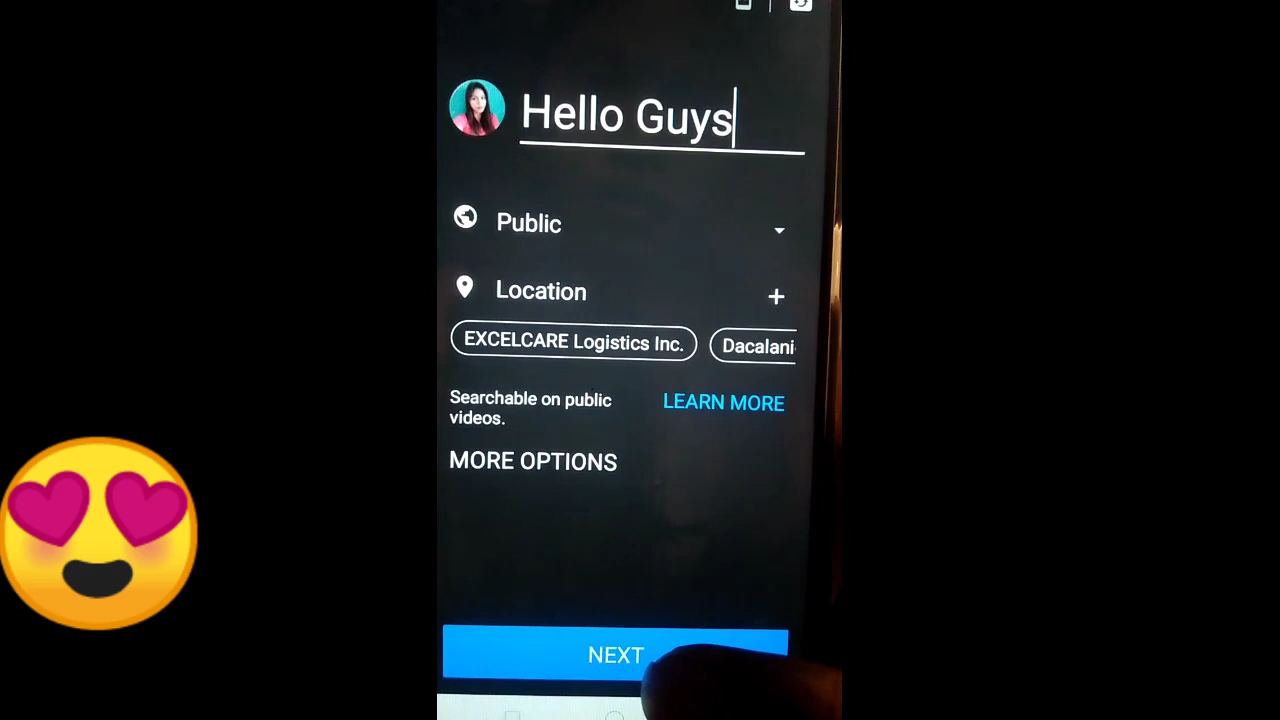 Hello Guys
Public
Location
EXCELCARE Logistics Inc.
Dacalani
Searchable on public
videos.
LEARN MORE
MORE OPTIONS
NEXT